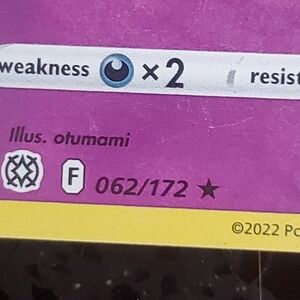 weakness ×2 resist
Illus. otumami
F 062/172 ★
©2022 Po